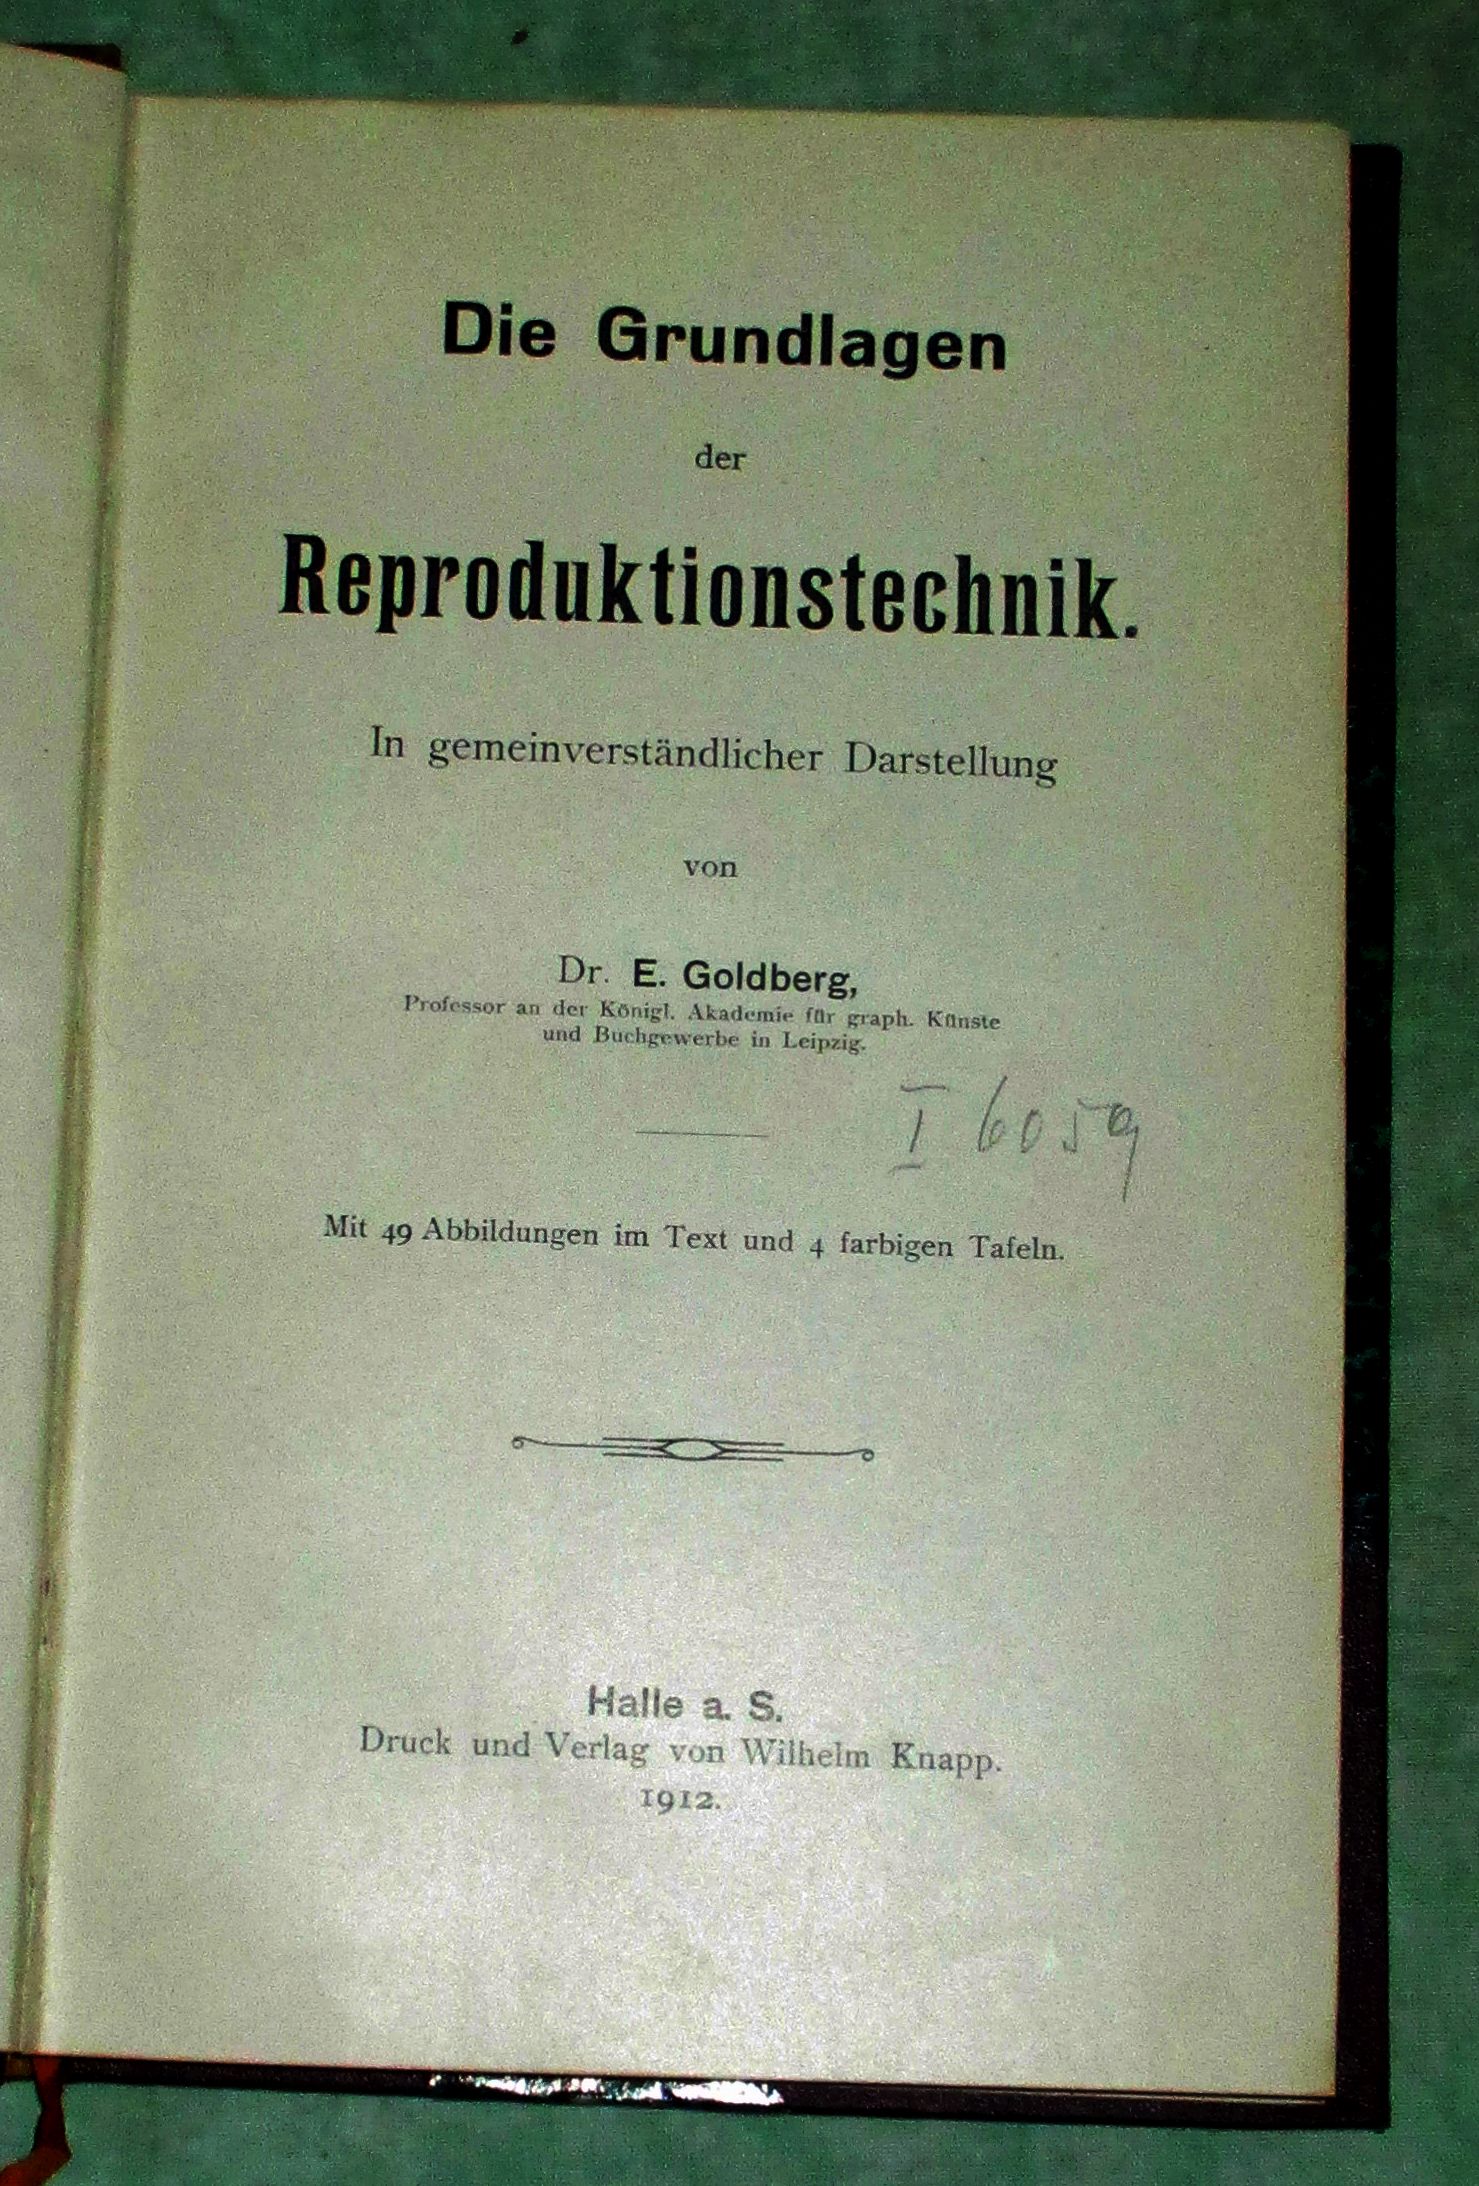 Die Grundlagen
der
Reproduktionstechnik.
In gemeinverständlicher Darstellung
von
Dr. E. Goldberg,
Professor an der Königl. Akademie für graph. Künste
und Buchgewerbe in Leipzig.
I 6059
Mit 49 Abbildungen im Text und 4 farbigen Tafeln.
Halle a. S.
Druck und Verlag von Wilhelm Knapp.
1912.